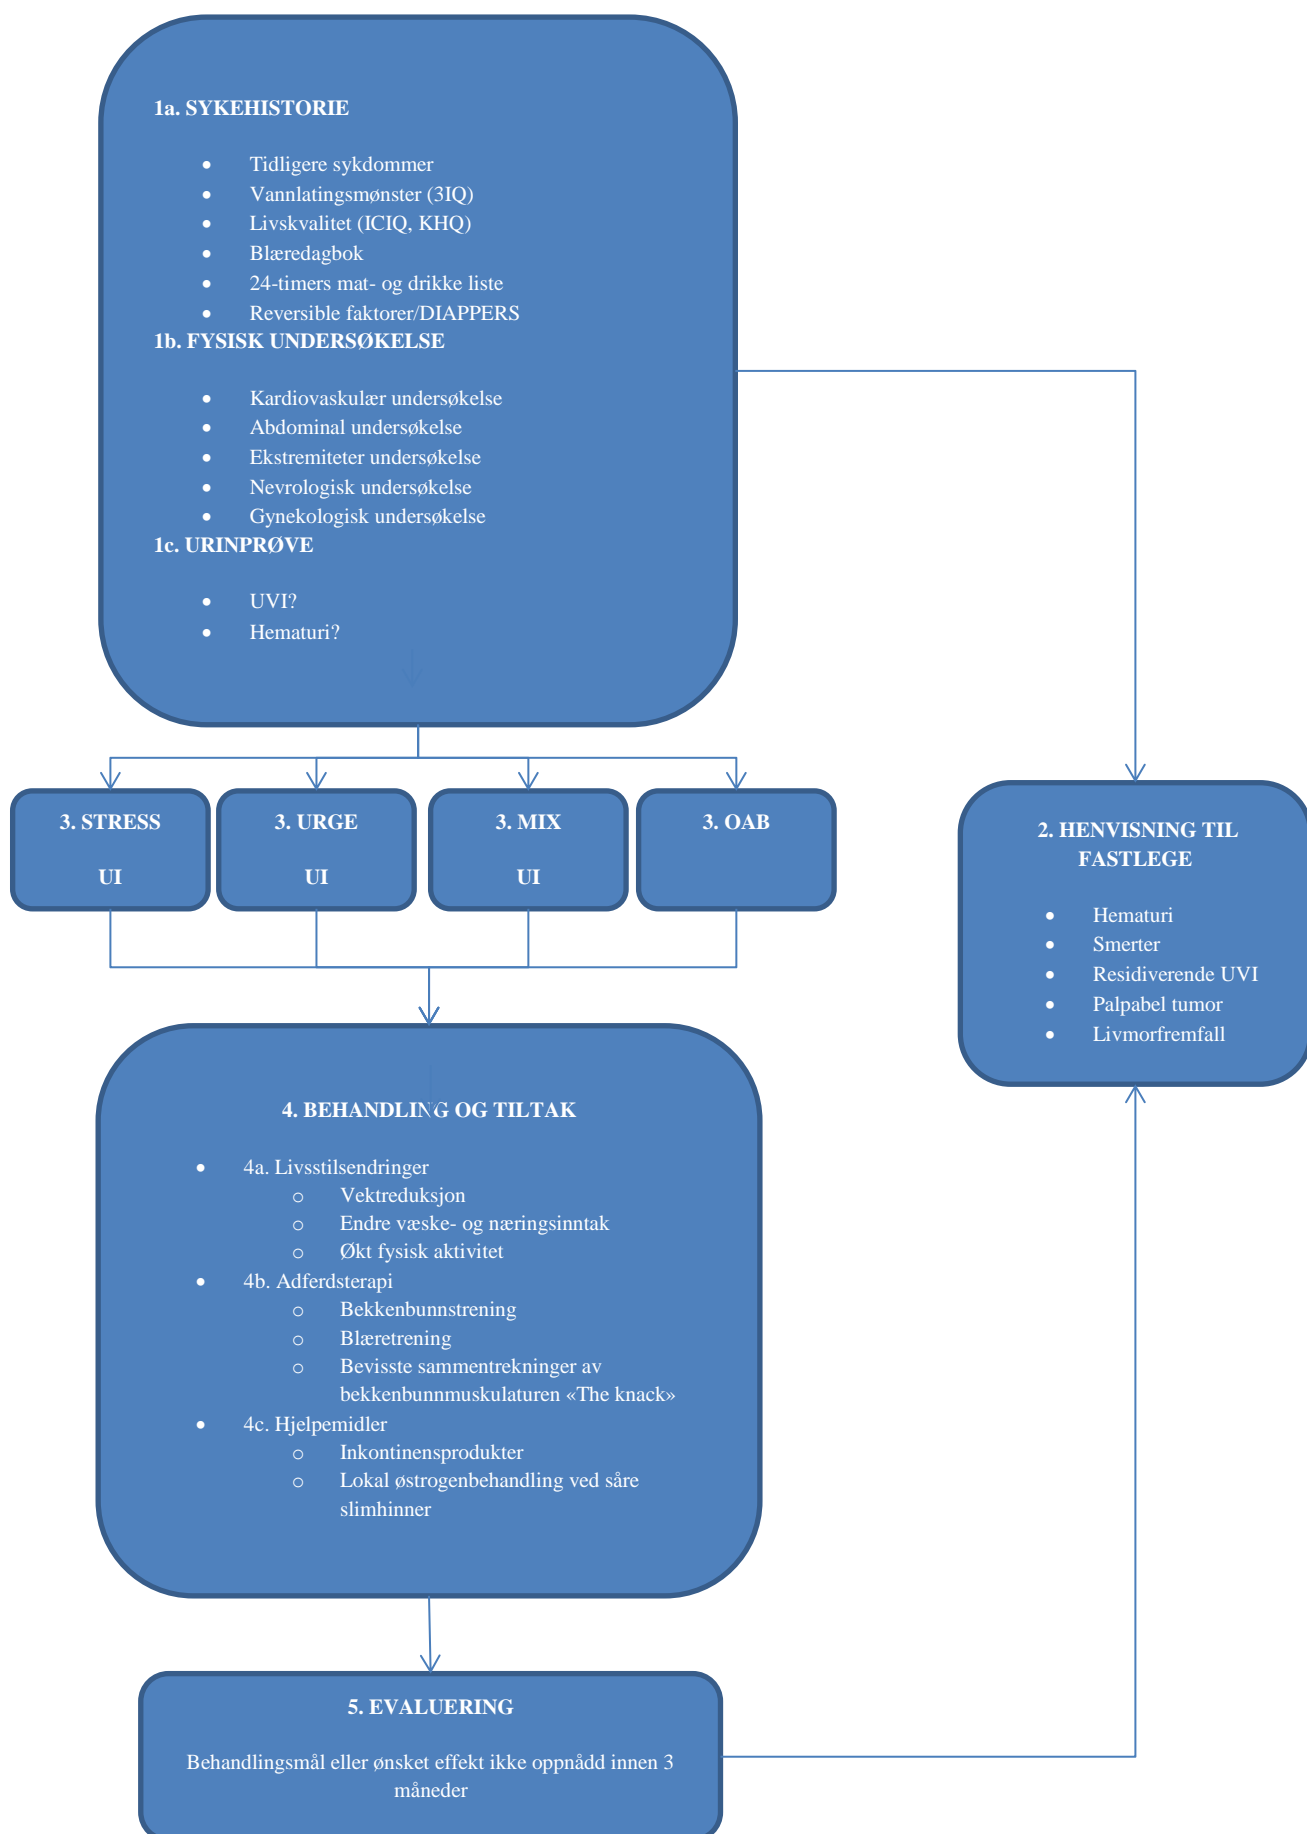 1a. SYKEHISTORIE
• Tidligere sykdommer
• Vannlatingsmønster (3IQ)
• Livskvalitet (ICIQ, KHQ)
• Blæredagbok
• 24-timers mat- og drikke liste
• Reversible faktorer/DIAPPERS
1b. FYSISK UNDERSØKELSE
• Kardiovaskulær undersøkelse
• Abdominal undersøkelse
• Ekstremiteter undersøkelse
• Nevrologisk undersøkelse
• Gynekologisk undersøkelse
1c. URINPRØVE
• UVI?
• Hematuri?
3. STRESS
UI
3. URGE
UI
3. MIX
UI
3. OAB
2. HENVISNING TIL
FASTLEGE
• Hematuri
• Smerter
• Residiverende UVI
• Palpabel tumor
• Livmorfremfall
4. BEHANDLING OG TILTAK
• 4a. Livsstilsendringer
o Vektreduksjon
o Endre væske- og næringsinntak
o Økt fysisk aktivitet
• 4b. Adferdsterapi
o Bekkenbunnstrening
o Blæretrening
o Bevisste sammentrekninger av
bekkenbunnmuskulaturen «The knack»
• 4c. Hjelpemidler
o Inkontinensprodukter
o Lokal østrogenbehandling ved såre
slimhinner
5. EVALUERING
Behandlingsmål eller ønsket effekt ikke oppnådd innen 3
måneder